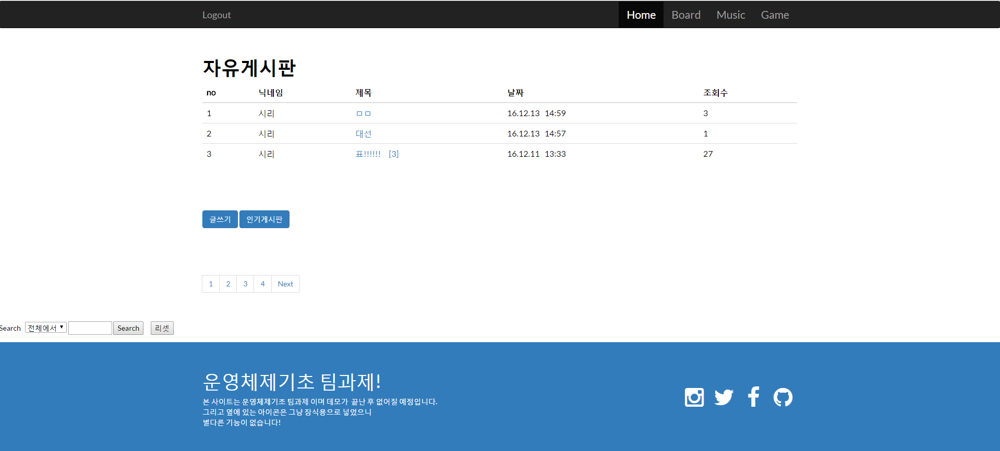 Logout Home Board Music Game
자유게시판
no 닉네임 제목 날짜 조회수
1 시리 ㅁㅁ 16.12.13 14:59 3
2 시리 대선 16.12.13 14:57 1
3 시리 표!!!!!! [3] 16.12.11 13:33 27
글쓰기 인기게시판
1 2 3 4 Next
Search 전체에서 Search 리셋
운영체제기초 팀과제!
본 사이트는 운영체제기초 팀과제 이며 데모가 끝난 후 없어질 예정입니다.
그리고 옆에 있는 아이콘은 그냥 장식용으로 넣었으니
별다른 기능이 없습니다!